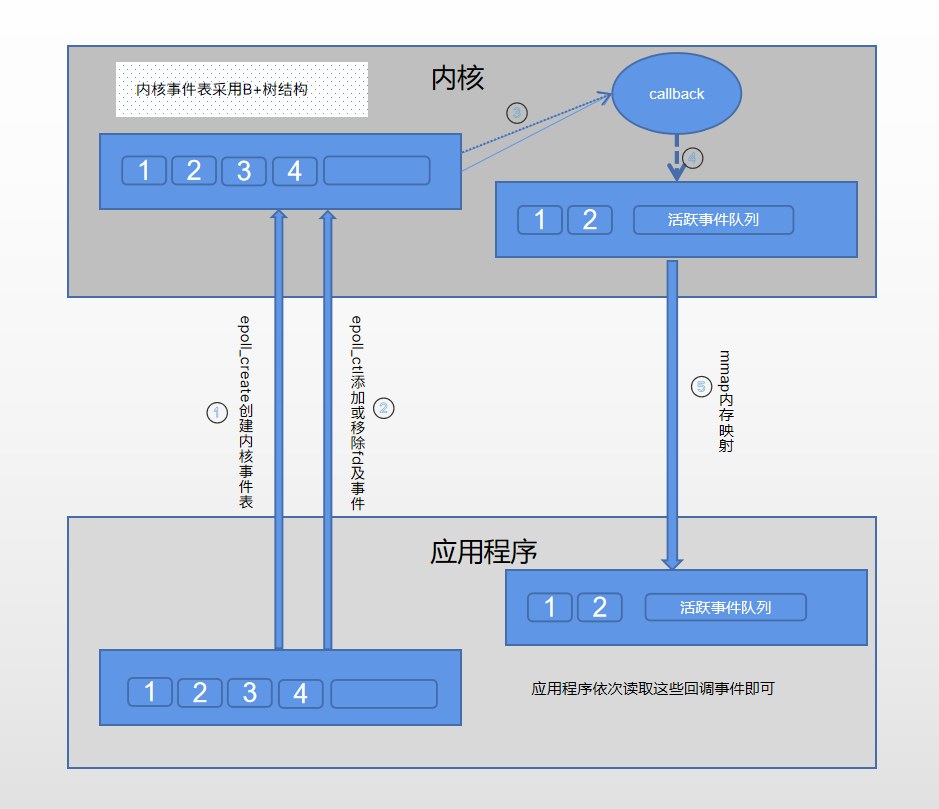 内核
内核事件表采用B+树结构
callback
③
1 2 3 4
④
1 2 活跃事件队列
epoll_create创建内核事件表
①
epoll_ctl添加或移除fd及事件
②
mmap内存映射
⑤
应用程序
1 2 活跃事件队列
1 2 3 4
应用程序依次读取这些回调事件即可